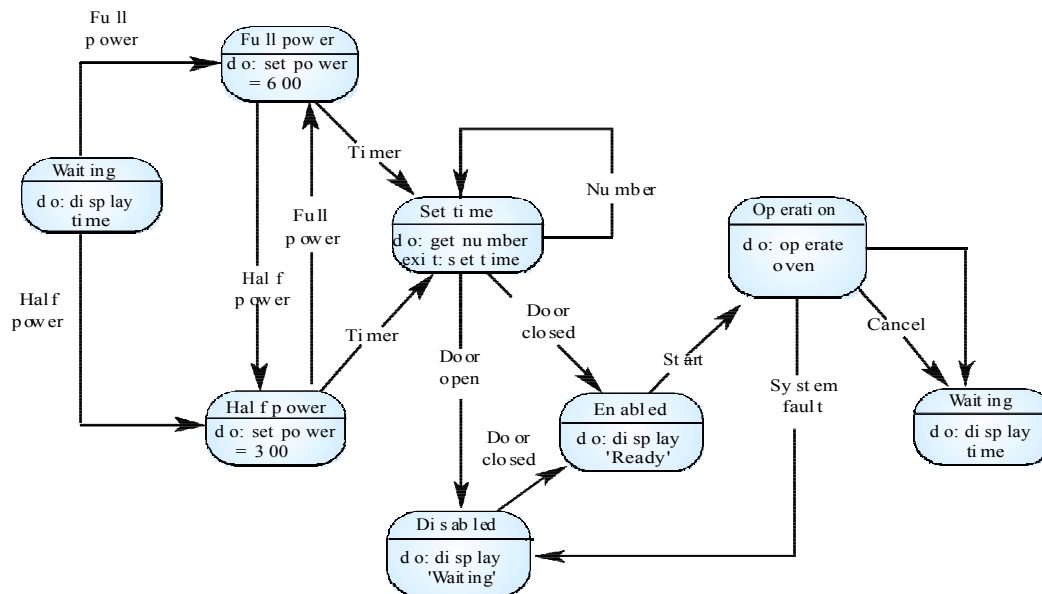 Full
power
Full power
do: set power
= 600
Timer
Number
Waiting
do: display
time
Full
power
Half
power
Set time
do: get number
exit: set time
Operation
do: operate
oven
Half
power
Timer
Door
closed
Door
open
Start
Cancel
System
fault
Half power
do: set power
= 300
Enabled
do: display
'Ready'
Waiting
do: display
time
Door
closed
Disabled
do: display
'Waiting'